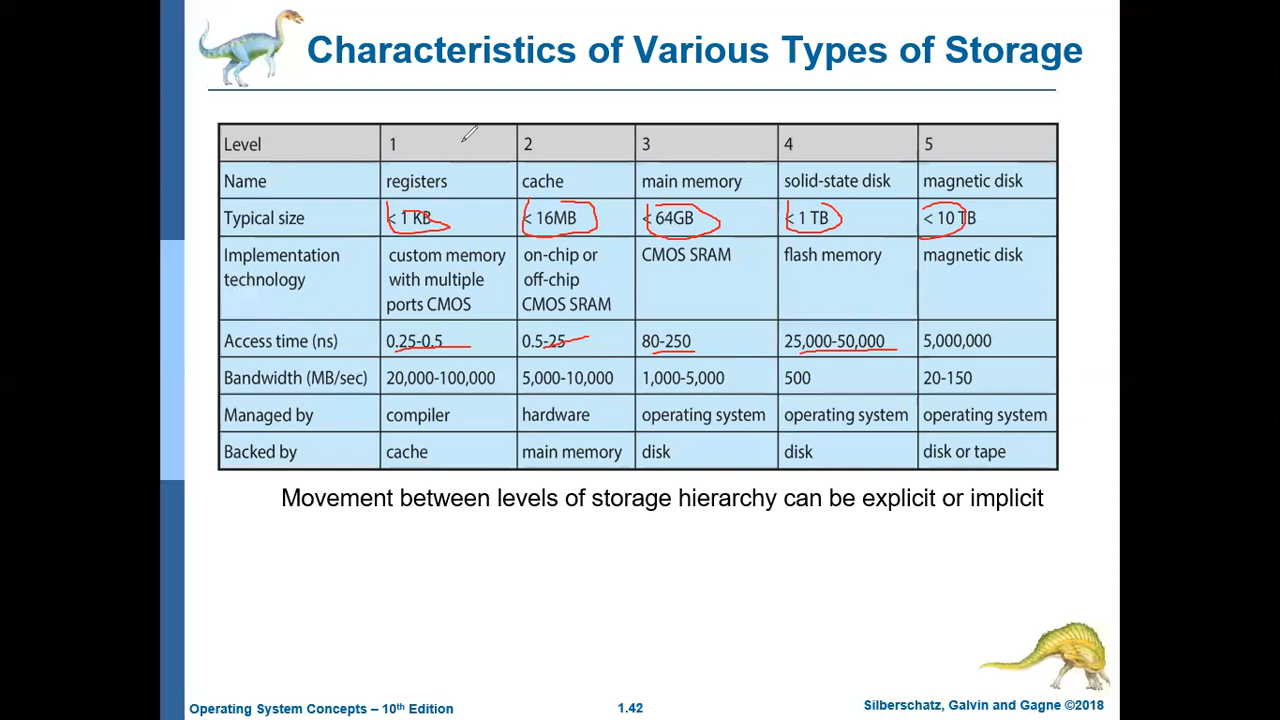 Characteristics of Various Types of Storage
Level 1 2 3 4 5
Name registers cache main memory solid-state disk magnetic disk
Typical size < 1 KB < 16MB < 64GB < 1 TB < 10 TB
Implementation custom memory on-chip or CMOS SRAM flash memory magnetic disk
technology with multiple off-chip
ports CMOS CMOS SRAM
Access time (ns) 0.25-0.5 0.5-25 80-250 25,000-50,000 5,000,000
Bandwidth (MB/sec) 20,000-100,000 5,000-10,000 1,000-5,000 500 20-150
Managed by compiler hardware operating system operating system operating system
Backed by cache main memory disk disk disk or tape
Movement between levels of storage hierarchy can be explicit or implicit
Operating System Concepts – 10th Edition 1.42 Silberschatz, Galvin and Gagne ©2018